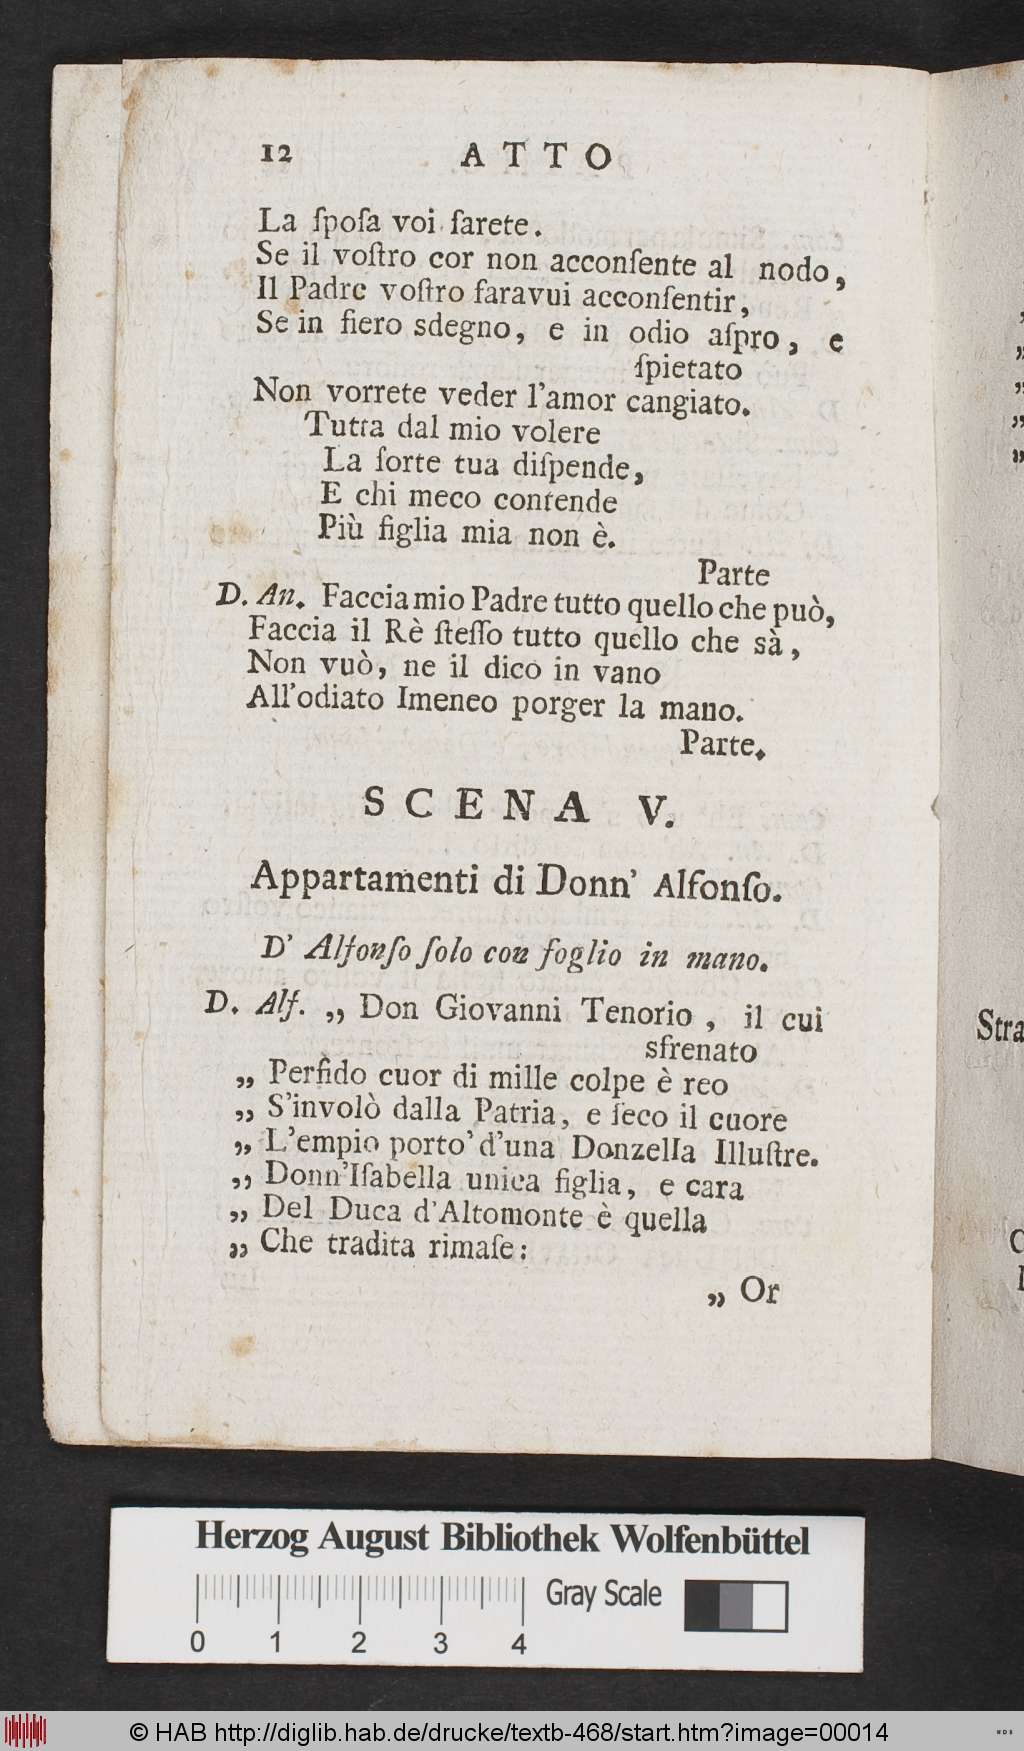 12 ATTO
La ſpoſa voi ſarete.
Se il voſtro cor non acconſente al nodo,
Il Padre voſtro faravui acconſentir,
Se in fiero sdegno, e in odio aſpro, e
ſpietato
Non vorrete veder l'amor cangiato.
Tutta dal mio volere
La ſorte tua diſpende,
E chi meco contende
Più figlia mia non è.
Parte
D. An. Faccia mio Padre tutto quello che può,
Faccia il Rè ſteſſo tutto quello che sà,
Non vuò, ne il dico in vano
All'odiato Imeneo porger la mano.
Parte.
SCENA V.
Appartamenti di Donn' Alfonſo.
D' Alfonſo ſolo con foglio in mano.
D. Alf. „ Don Giovanni Tenorio, il cui
sfrenato
„ Perfido cuor di mille colpe è reo
„ S'involò dalla Patria, e ſeco il cuore
„ L'empio porto' d'una Donzella Illuſtre.
„ Donn'Iſabella unica figlia, e cara
„ Del Duca d'Altomonte è quella
„ Che tradita rimaſe:
„ Or
Stra
Herzog August Bibliothek Wolfenbüttel
Gray Scale
0 1 2 3 4
© HAB http://diglib.hab.de/drucke/textb-468/start.htm?image=00014